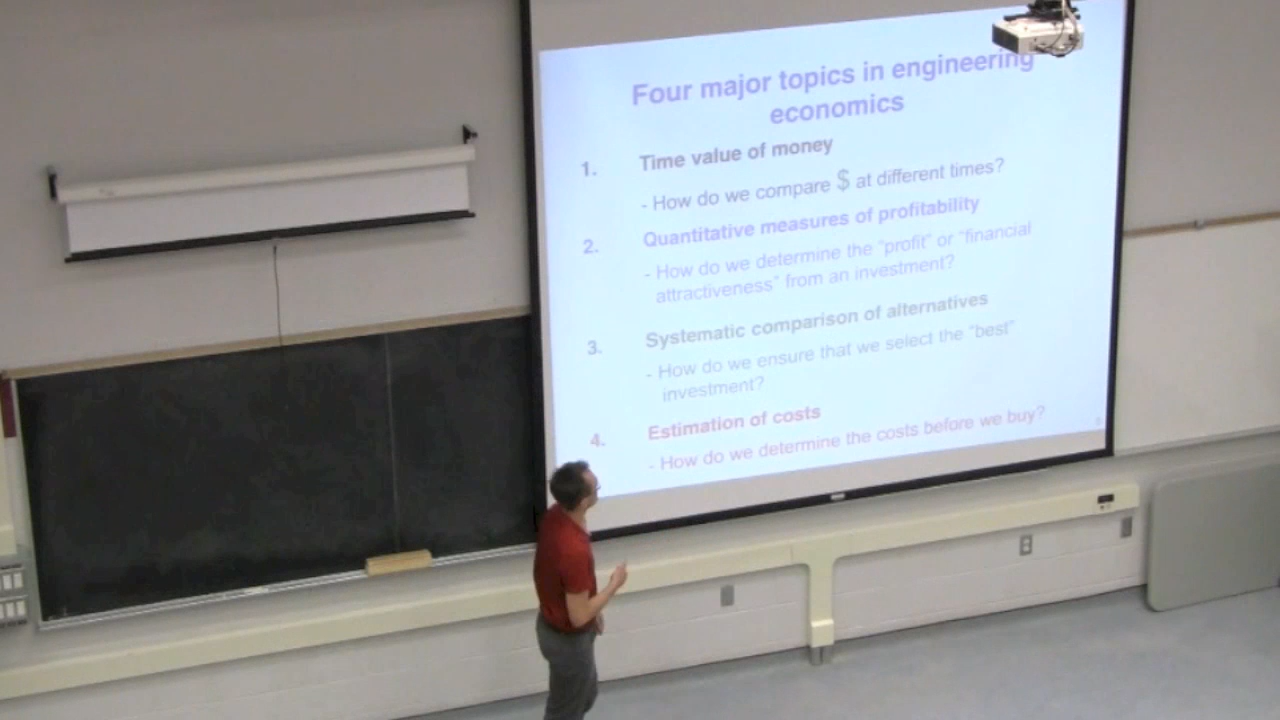 Four major topics in engineering
economics
1. Time value of money
- How do we compare $ at different times?
2. Quantitative measures of profitability
- How do we determine the "profit" or "financial
attractiveness" from an investment?
3. Systematic comparison of alternatives
- How do we ensure that we select the "best"
investment?
4. Estimation of costs
- How do we determine the costs before we buy?